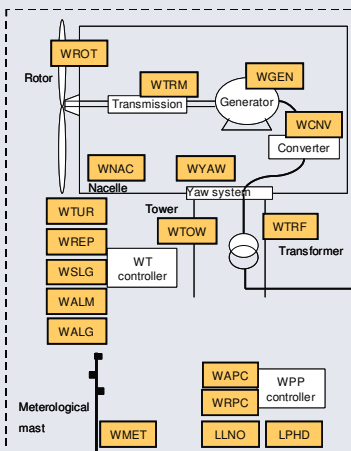 WROT
Rotor
WTRM
WGEN
Transmission
Generator
WCNV
Converter
WNAC
WYAW
Nacelle
Yaw system
WTUR
Tower
WREP
WTOW
WTRF
WT
controller
Transformer
WSLG
WALM
WALG
WAPC
WPP
controller
WRPC
Meterological
mast
WMET
LLNO
LPHD